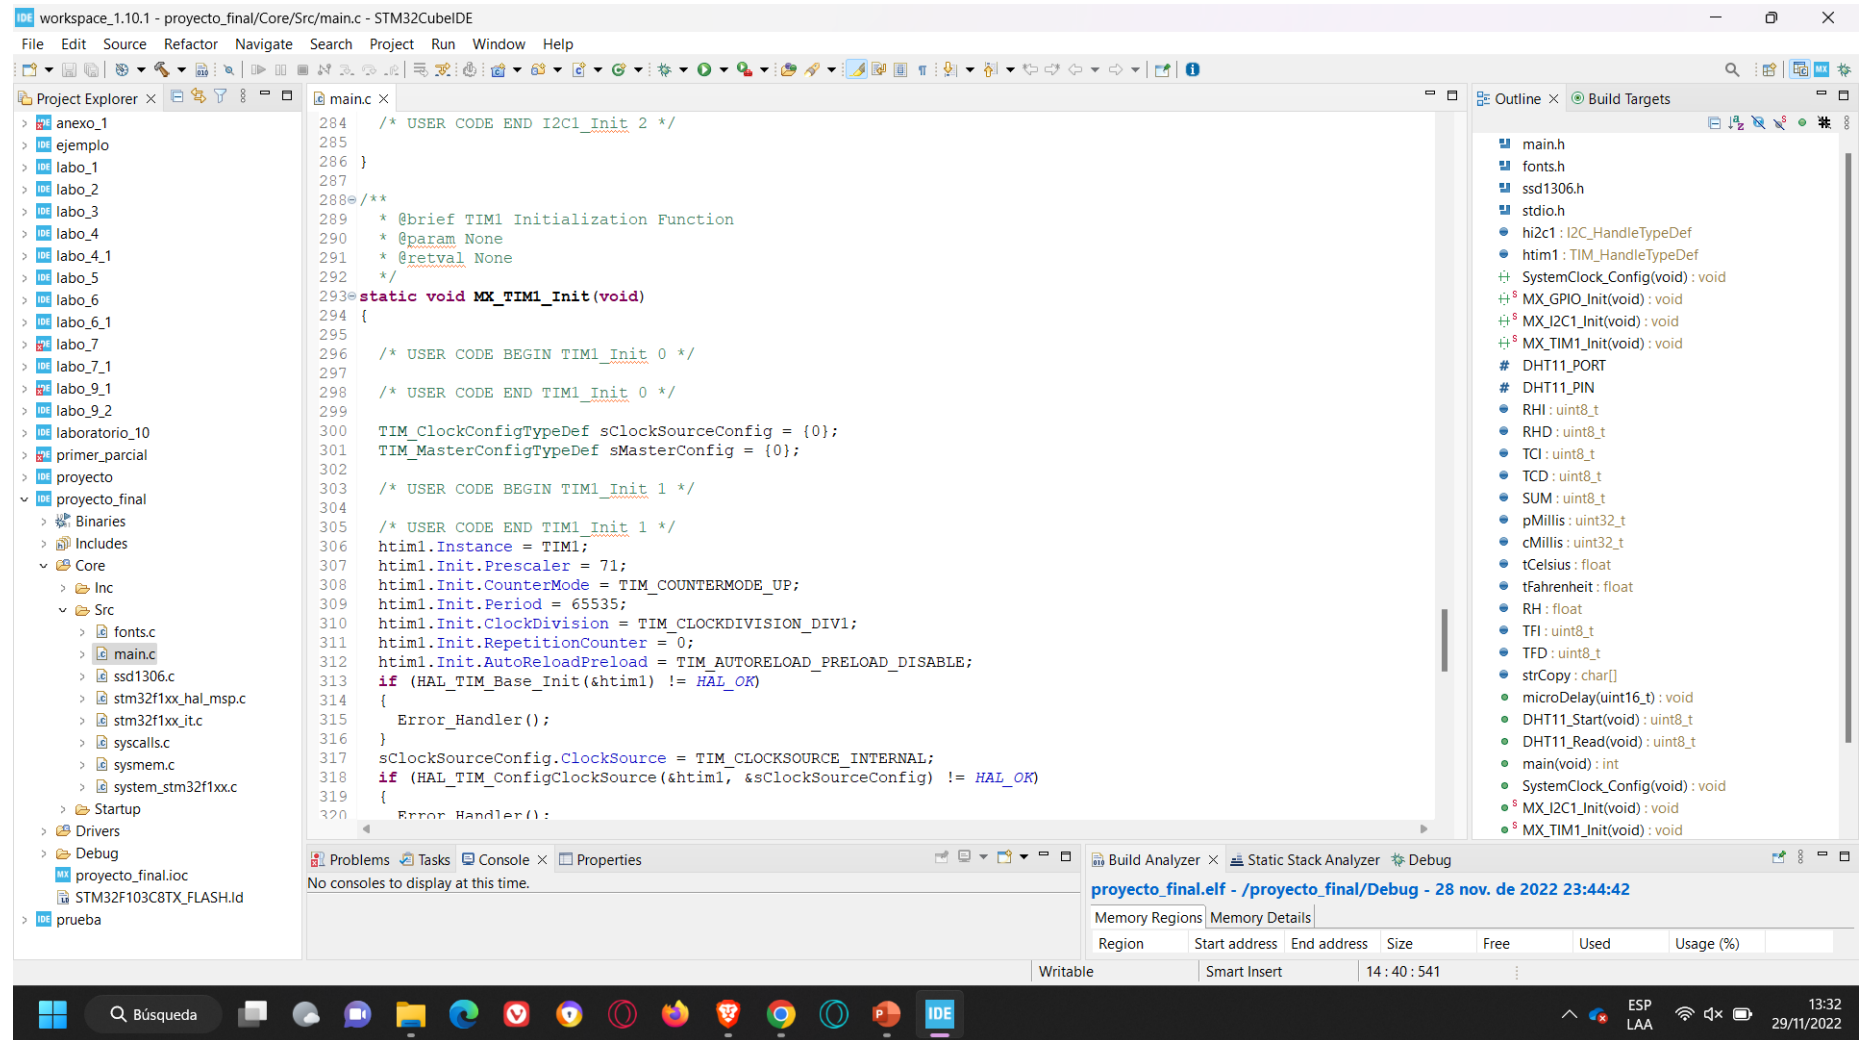 workspace_1.10.1 - proyecto_final/Core/Src/main.c - STM32CubeIDE
File Edit Source Refactor Navigate Search Project Run Window Help
Project Explorer
anexo_1
ejemplo
labo_1
labo_2
labo_3
labo_4
labo_4_1
labo_5
labo_6
labo_6_1
labo_7
labo_7_1
labo_9_1
labo_9_2
laboratorio_10
primer_parcial
proyecto
proyecto_final
Binaries
Includes
Core
Inc
Src
fonts.c
main.c
ssd1306.c
stm32f1xx_hal_msp.c
stm32f1xx_it.c
syscalls.c
sysmem.c
system_stm32f1xx.c
Startup
Drivers
Debug
proyecto_final.ioc
STM32F103C8TX_FLASH.ld
prueba
main.c
284 /* USER CODE END I2C1_Init 2 */
285
286 }
287
288 /**
289 * @brief TIM1 Initialization Function
290 * @param None
291 * @retval None
292 */
293 static void MX_TIM1_Init(void)
294 {
295
296 /* USER CODE BEGIN TIM1_Init 0 */
297
298 /* USER CODE END TIM1_Init 0 */
299
300 TIM_ClockConfigTypeDef sClockSourceConfig = {0};
301 TIM_MasterConfigTypeDef sMasterConfig = {0};
302
303 /* USER CODE BEGIN TIM1_Init 1 */
304
305 /* USER CODE END TIM1_Init 1 */
306 htim1.Instance = TIM1;
307 htim1.Init.Prescaler = 71;
308 htim1.Init.CounterMode = TIM_COUNTERMODE_UP;
309 htim1.Init.Period = 65535;
310 htim1.Init.ClockDivision = TIM_CLOCKDIVISION_DIV1;
311 htim1.Init.RepetitionCounter = 0;
312 htim1.Init.AutoReloadPreload = TIM_AUTORELOAD_PRELOAD_DISABLE;
313 if (HAL_TIM_Base_Init(&htim1) != HAL_OK)
314 {
315 Error_Handler();
316 }
317 sClockSourceConfig.ClockSource = TIM_CLOCKSOURCE_INTERNAL;
318 if (HAL_TIM_ConfigClockSource(&htim1, &sClockSourceConfig) != HAL_OK)
319 {
320 Error_Handler();
Outline Build Targets
main.h
fonts.h
ssd1306.h
stdio.h
hi2c1 : I2C_HandleTypeDef
htim1 : TIM_HandleTypeDef
SystemClock_Config(void) : void
MX_GPIO_Init(void) : void
MX_I2C1_Init(void) : void
MX_TIM1_Init(void) : void
DHT11_PORT
DHT11_PIN
RHI : uint8_t
RHD : uint8_t
TCI : uint8_t
TCD : uint8_t
SUM : uint8_t
pMillis : uint32_t
cMillis : uint32_t
tCelsius : float
tFahrenheit : float
RH : float
TFI : uint8_t
TFD : uint8_t
strCopy : char[]
microDelay(uint16_t) : void
DHT11_Start(void) : uint8_t
DHT11_Read(void) : uint8_t
main(void) : int
SystemClock_Config(void) : void
MX_I2C1_Init(void) : void
MX_TIM1_Init(void) : void
Problems Tasks Console Properties
No consoles to display at this time.
Build Analyzer Static Stack Analyzer Debug
proyecto_final.elf - /proyecto_final/Debug - 28 nov. de 2022 23:44:42
Memory Regions Memory Details
Region Start address End address Size Free Used Usage (%)
Writable Smart Insert 14 : 40 : 541
Búsqueda
IDE
ESP
LAA
13:32
29/11/2022